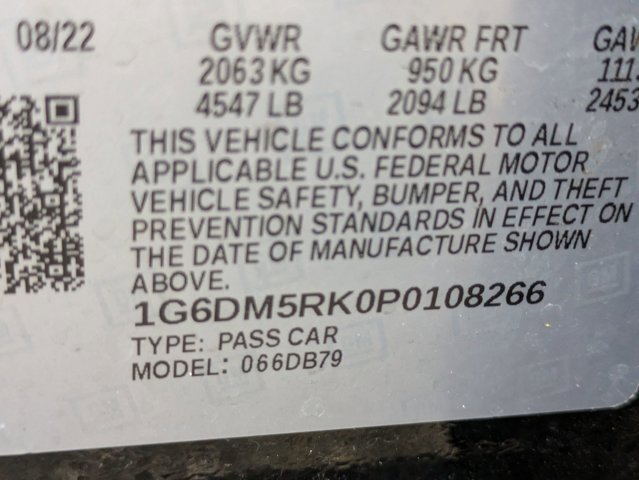 08/22 GVWR GAWR FRT
2063 KG 950 KG
4547 LB 2094 LB 2453
THIS VEHICLE CONFORMS TO ALL
APPLICABLE U.S. FEDERAL MOTOR
VEHICLE SAFETY, BUMPER, AND THEFT
PREVENTION STANDARDS IN EFFECT ON
THE DATE OF MANUFACTURE SHOWN
ABOVE.
1G6DM5RK0P0108266
TYPE: PASS CAR
MODEL: 066DB79